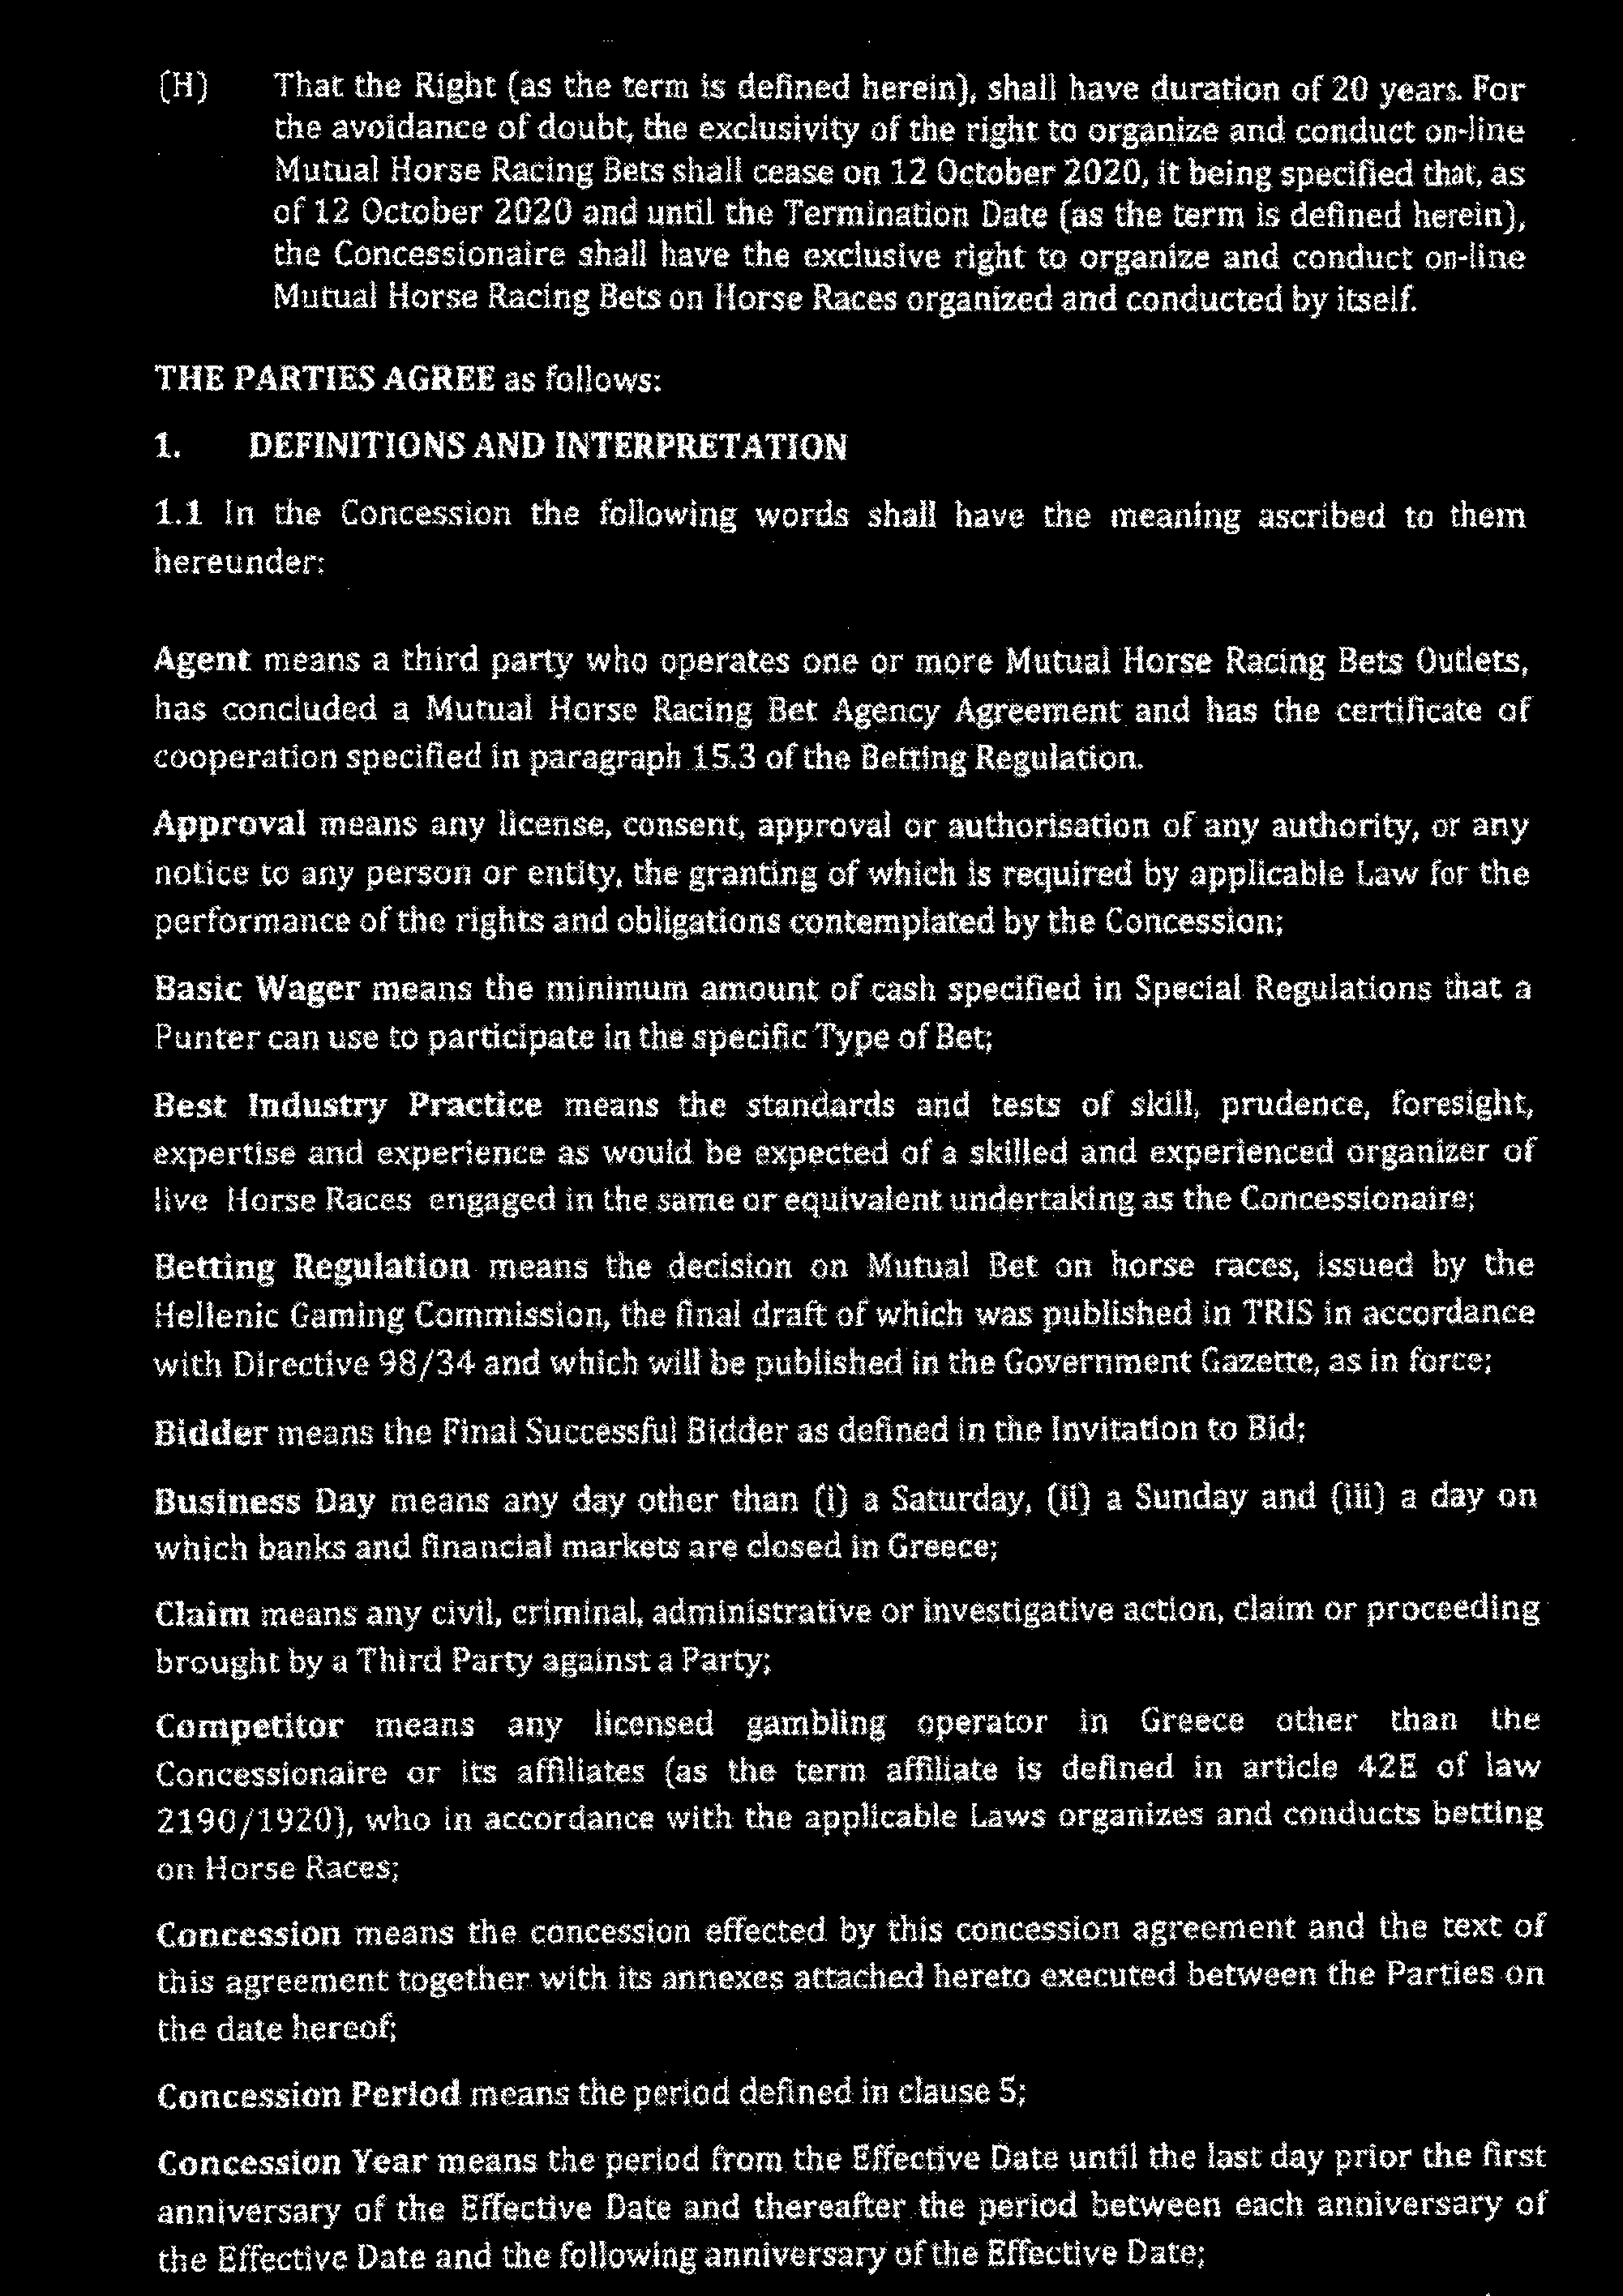 (H) That the Right (as the term is defined herein), shall have duration of 20 years. For
the avoidance of doubt, the exclusivity of the right to organize and conduct on-line
Mutual Horse Racing Bets shall cease on 12 October 2020, it being specified that, as
of 12 October 2020 and until the Termination Date (as the term is defined herein),
the Concessionaire shall have the exclusive right to organize and conduct on-line
Mutual Horse Racing Bets on Horse Races organized and conducted by itself.
THE PARTIES AGREE as follows:
1. DEFINITIONS AND INTERPRETATION
1.1 In the Concession the following words shall have the meaning ascribed to them
hereunder:
Agent means a third party who operates one or more Mutual Horse Racing Bets Outlets,
has concluded a Mutual Horse Racing Bet Agency Agreement and has the certificate of
cooperation specified in paragraph 15.3 of the Betting Regulation.
Approval means any license, consent, approval or authorisation of any authority, or any
notice to any person or entity, the granting of which is required by applicable Law for the
performance of the rights and obligations contemplated by the Concession;
Basic Wager means the minimum amount of cash specified in Special Regulations that a
Punter can use to participate in the specific Type of Bet;
Best Industry Practice means the standards and tests of skill, prudence, foresight,
expertise and experience as would be expected of a skilled and experienced organizer of
live Horse Races engaged in the same or equivalent undertaking as the Concessionaire;
Betting Regulation means the decision on Mutual Bet on horse races, issued by the
Hellenic Gaming Commission, the final draft of which was published in TRIS in accordance
with Directive 98/34 and which will be published in the Government Gazette, as in force;
Bidder means the Final Successful Bidder as defined in the Invitation to Bid;
Business Day means any day other than (i) a Saturday, (ii) a Sunday and (iii) a day on
which banks and financial markets are closed in Greece;
Claim means any civil, criminal, administrative or investigative action, claim or proceeding
brought by a Third Party against a Party;
Competitor means any licensed gambling operator in Greece other than the
Concessionaire or its affiliates (as the term affiliate is defined in article 42E of law
2190/1920), who in accordance with the applicable Laws organizes and conducts betting
on Horse Races;
Concession means the concession effected by this concession agreement and the text of
this agreement together with its annexes attached hereto executed between the Parties on
the date hereof;
Concession Period means the period defined in clause 5;
Concession Year means the period from the Effective Date until the last day prior the first
anniversary of the Effective Date and thereafter the period between each anniversary of
the Effective Date and the following anniversary of the Effective Date;